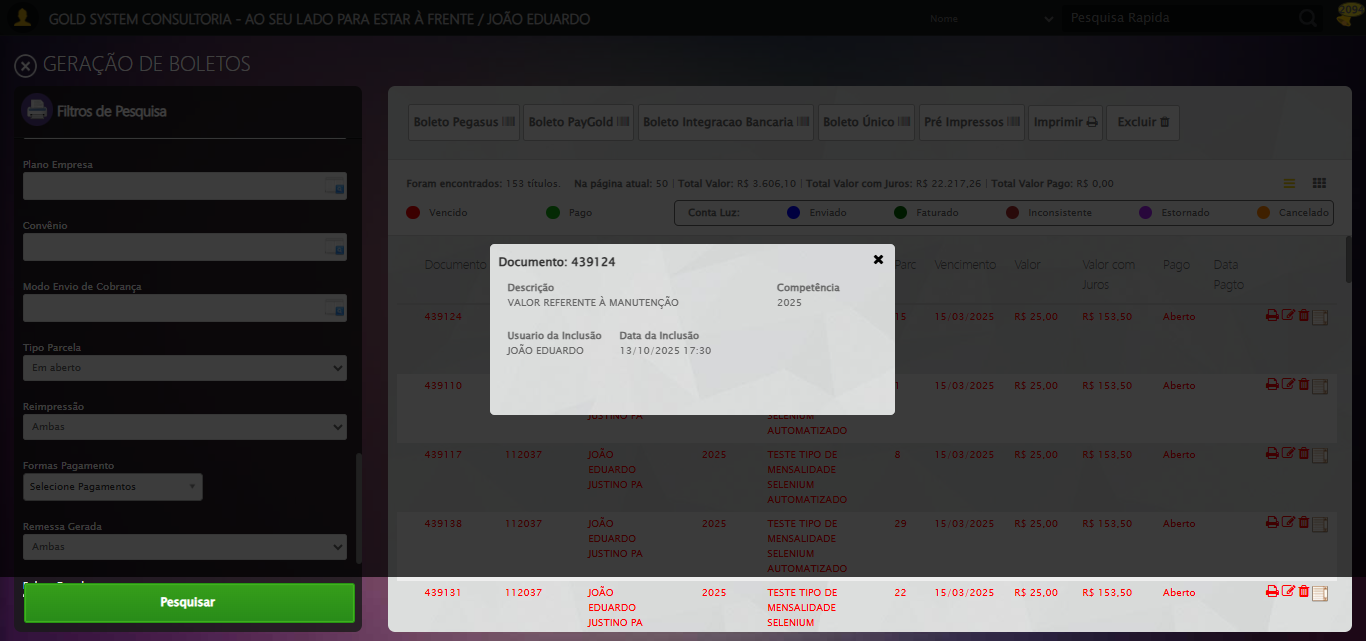 GOLD SYSTEM CONSULTORIA - AO SEU LADO PARA ESTAR À FRENTE / JOÃO EDUARDO
Nome
Pesquisa Rapida
GERAÇÃO DE BOLETOS
Filtros de Pesquisa
Plano Empresa
Convênio
Modo Envio de Cobrança
Tipo Parcela
Em aberto
Reimpressão
Ambas
Formas Pagamento
Selecione Pagamentos
Remessa Gerada
Ambas
Pesquisar
Boleto Pegasus
Boleto PayGold
Boleto Integracao Bancaria
Boleto Único
Pré Impressos
Imprimir
Excluir
Foram encontrados: 153 títulos. Na página atual: 50 | Total Valor: R$ 3.606,10 | Total Valor com Juros: R$ 22.217,26 | Total Valor Pago: R$ 0,00
Vencido
Pago
Conta Luz:
Enviado
Faturado
Inconsistente
Estornado
Cancelado
Documento Parc Vencimento Valor Valor com Pago Data
Juros Pagto
439124 15 15/03/2025 R$ 25,00 R$ 153,50 Aberto
Documento: 439124
Descrição Competência
VALOR REFERENTE À MANUTENÇÃO 2025
Usuario da Inclusão Data da Inclusão
JOÃO EDUARDO 13/10/2025 17:30
439110 1 15/03/2025 R$ 25,00 R$ 153,50 Aberto
JUSTINO PA SELENIUM
AUTOMATIZADO
439117 112037 JOÃO 2025 TESTE TIPO DE 8 15/03/2025 R$ 25,00 R$ 153,50 Aberto
EDUARDO MENSALIDADE
JUSTINO PA SELENIUM
AUTOMATIZADO
439138 112037 JOÃO 2025 TESTE TIPO DE 29 15/03/2025 R$ 25,00 R$ 153,50 Aberto
EDUARDO MENSALIDADE
JUSTINO PA SELENIUM
AUTOMATIZADO
439131 112037 JOÃO 2025 TESTE TIPO DE 22 15/03/2025 R$ 25,00 R$ 153,50 Aberto
EDUARDO MENSALIDADE
JUSTINO PA SELENIUM